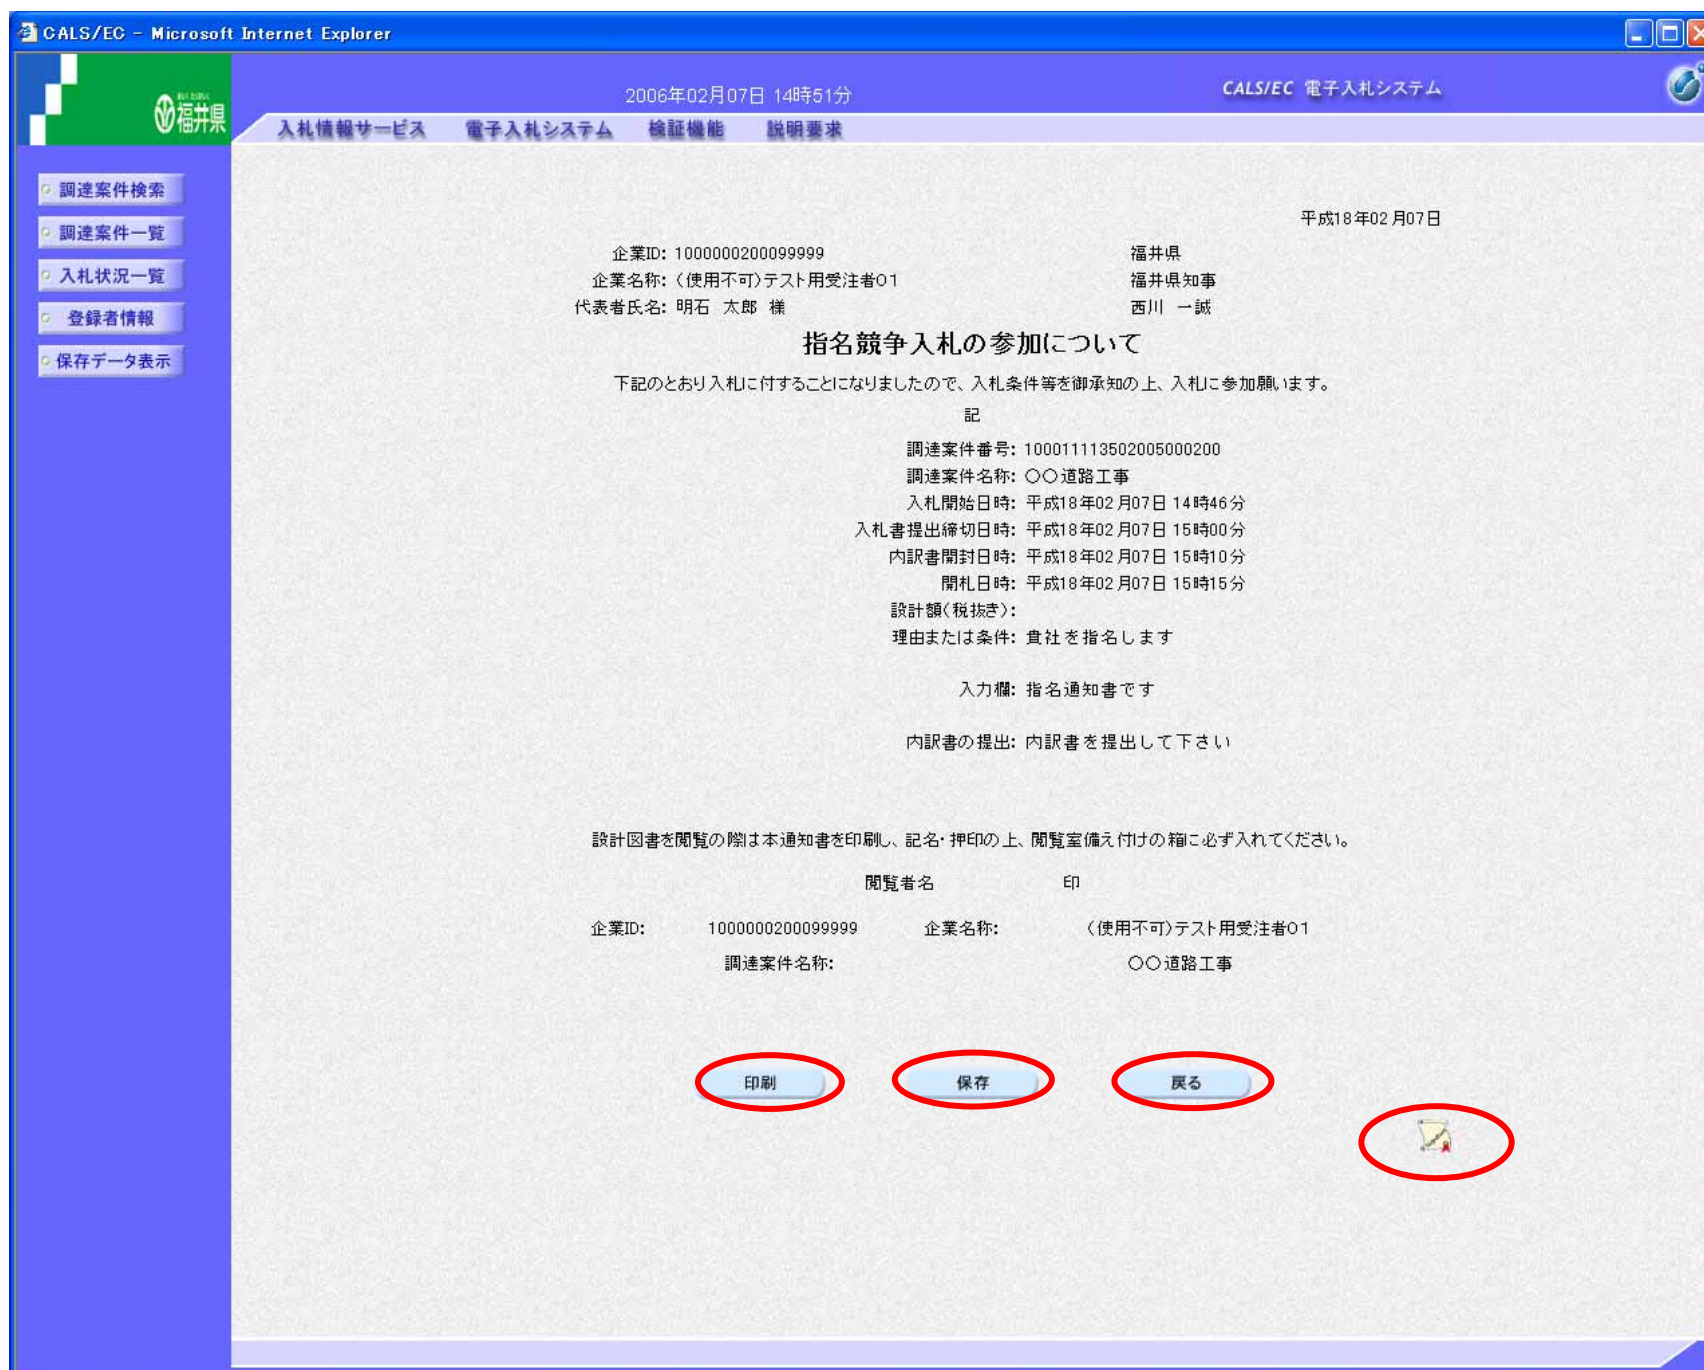 CALS/EC - Microsoft Internet Explorer
福井県
2006年02月07日 14時51分
CALS/EC 電子入札システム
入札情報サービス 電子入札システム 検証機能 説明要求
調達案件検索
調達案件一覧
入札状況一覧
登録者情報
保存データ表示
平成18年02月07日
企業ID: 1000000200099999 福井県
企業名称:(使用不可)テスト用受注者01 福井県知事
代表者氏名: 明石 太郎 様 西川 一誠
指名競争入札の参加について
下記のとおり入札に付することになりましたので、入札条件等を御承知の上、入札に参加願います。
記
調達案件番号: 100011113502005000200
調達案件名称: 〇〇道路工事
入札開始日時: 平成18年02月07日 14時46分
入札書提出締切日時: 平成18年02月07日 15時00分
内訳書開封日時: 平成18年02月07日 15時10分
開札日時: 平成18年02月07日 15時15分
設計額(税抜き):
理由または条件: 貴社を指名します
入力欄: 指名通知書です
内訳書の提出: 内訳書を提出して下さい
設計図書を閲覧の際は本通知書を印刷し、記名・押印の上、閲覧室備え付けの箱に必ず入れてください。
閲覧者名 印
企業ID: 1000000200099999 企業名称: (使用不可)テスト用受注者01
調達案件名称: 〇〇道路工事
印刷 保存 戻る